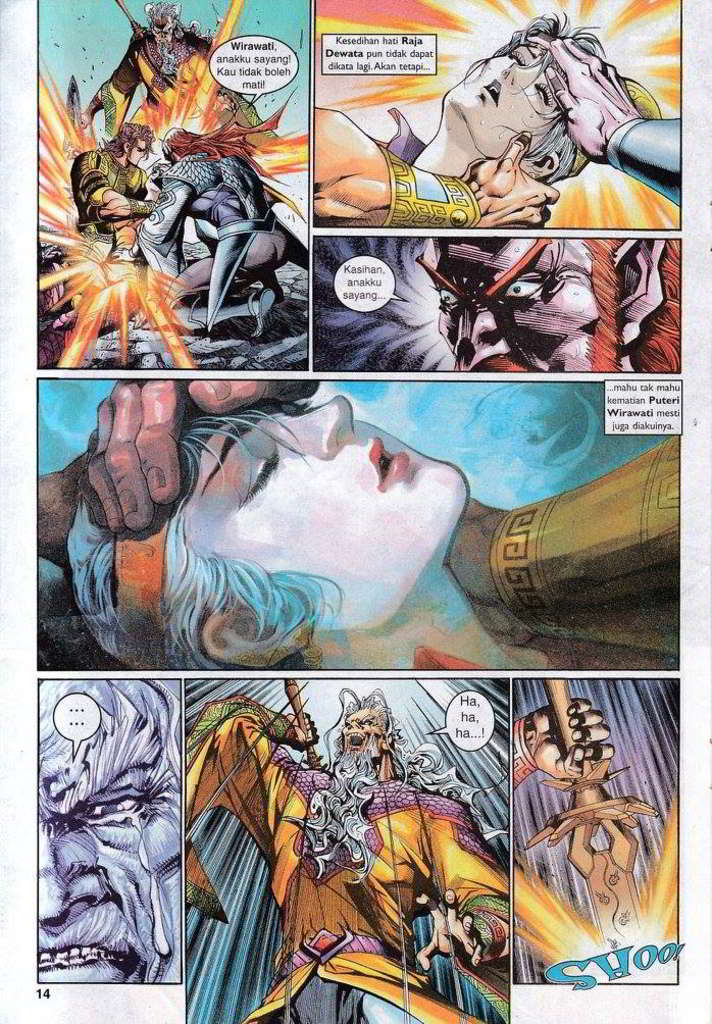 Wirawati,
anakku sayang!
Kau tidak boleh
mati!
Kesedihan hati Raja
Dewata pun tidak dapat
dikata lagi. Akan tetapi...
Kasihan,
anakku
sayang...
...mahu tak mahu
kematian Puteri
Wirawati mesti
juga diakuinya.
...
...
Ha,
ha,
ha...!
SHOO!
14